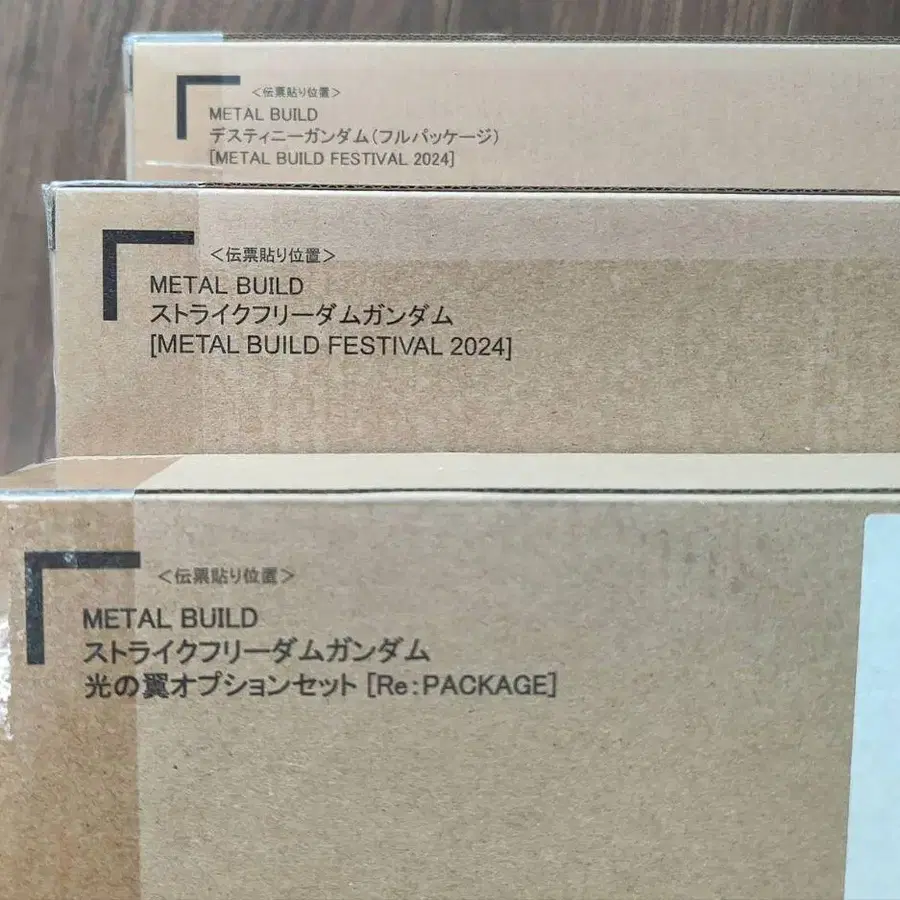 <伝票貼り位置>
METAL BUILD
デスティニーガンダム(フルパッケージ)
[METAL BUILD FESTIVAL 2024]
<伝票貼り位置>
METAL BUILD
ストライクフリーダムガンダム
[METAL BUILD FESTIVAL 2024]
<伝票貼り位置>
METAL BUILD
ストライクフリーダムガンダム
光の翼オプションセット [Re:PACKAGE]